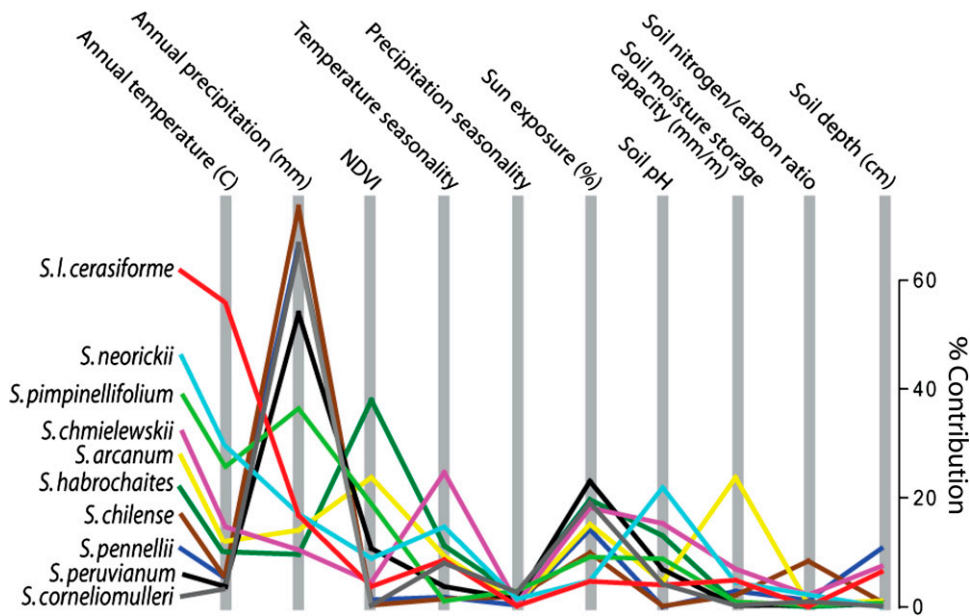 Annual temperature (C)
Annual precipitation (mm)
NDVI
Temperature seasonality
Precipitation seasonality
Sun exposure (%)
Soil pH
Soil moisture storage
capacity (mm/m)
Soil nitrogen/carbon ratio
Soil depth (cm)
S. l. cerasiforme
S. neorickii
S. pimpinellifolium
S. chmielewskii
S. arcanum
S. habrochaites
S. chilense
S. pennellii
S. peruvianum
S. corneliomulleri
60
40
20
0
% Contribution